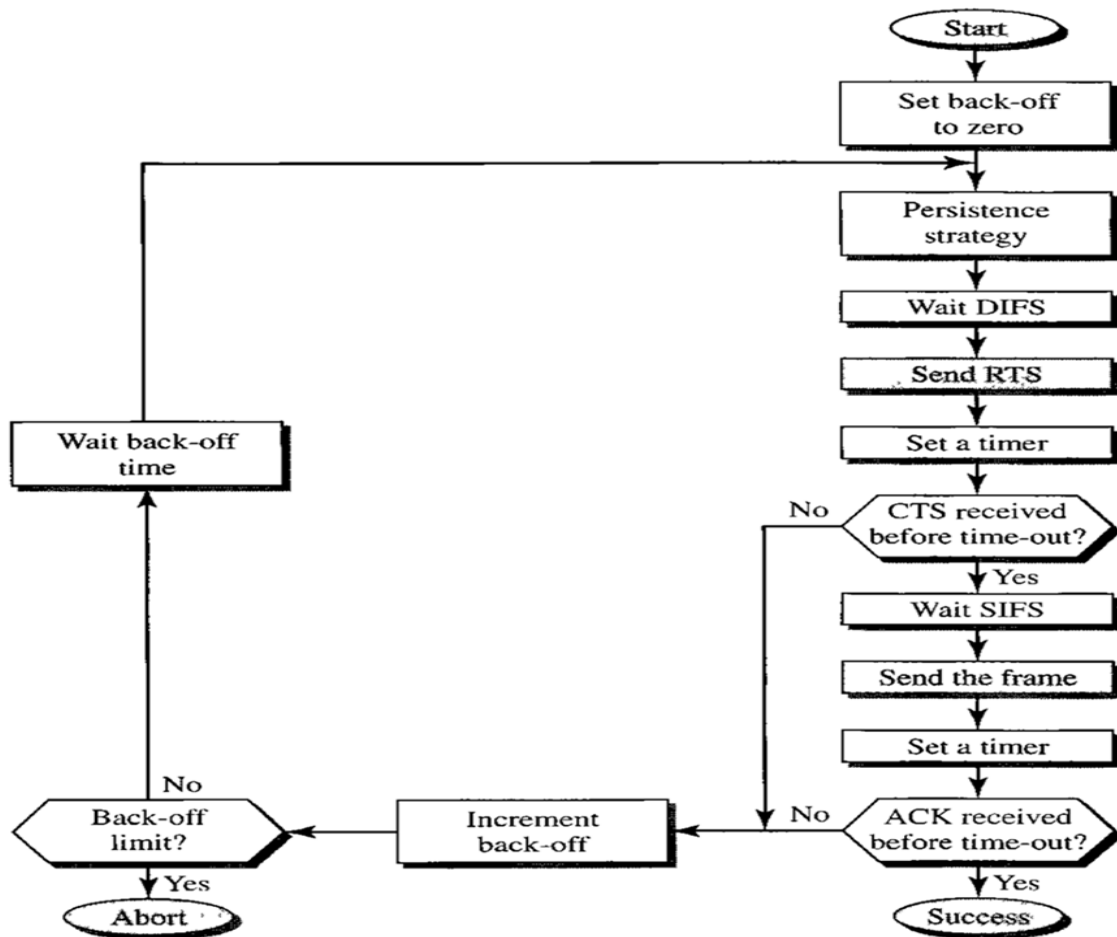 Start
Set back-off
to zero
Persistence
strategy
Wait DIFS
Send RTS
Set a timer
CTS received
before time-out?
No
Yes
Wait SIFS
Send the frame
Set a timer
ACK received
before time-out?
No
Yes
Success
Increment
back-off
Back-off
limit?
No
Yes
Abort
Wait back-off
time